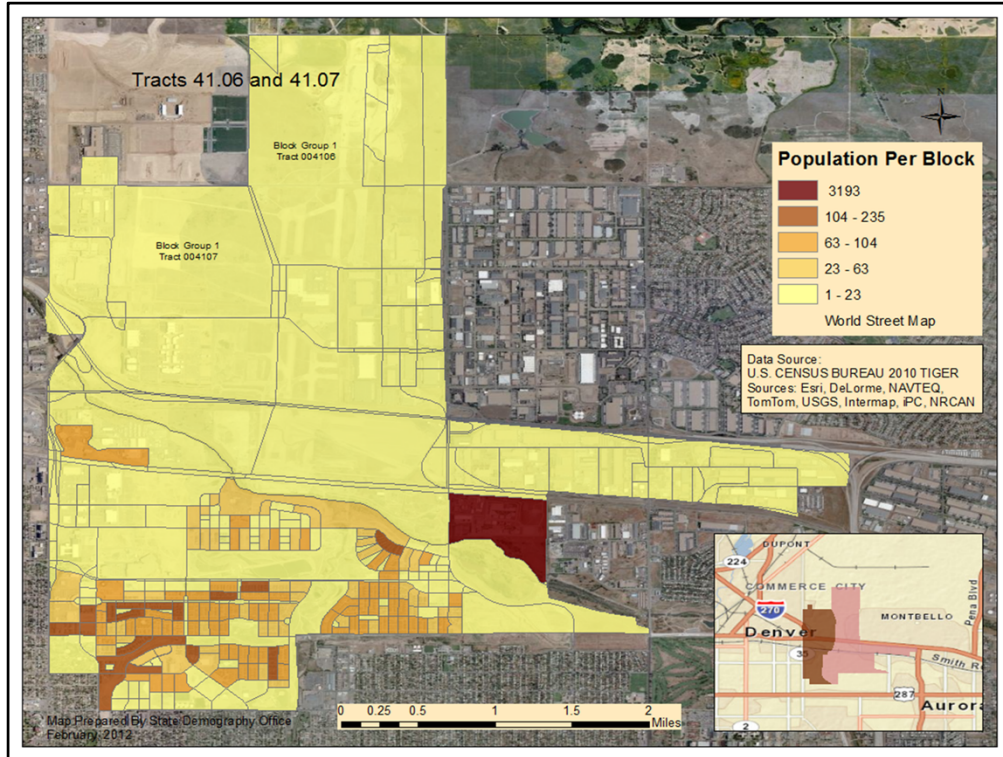 Tracts 41.06 and 41.07
Block Group 1
Tract 004106
Block Group 1
Tract 004107
N
Population Per Block
3193
104 - 235
63 - 104
23 - 63
1 - 23
World Street Map
Data Source:
U.S. CENSUS BUREAU 2010 TIGER
Sources: Esri, DeLorme, NAVTEQ,
TomTom, USGS, Intermap, iPC, NRCAN
DUPONT
224
COMMERCE CITY
270
MONTBELLO
Pena Blvd
Denver
35
Smith R
287
Aurora
2
Map Prepared By State Demography Office
February 2012
0 0.25 0.5 1 1.5 2
Miles